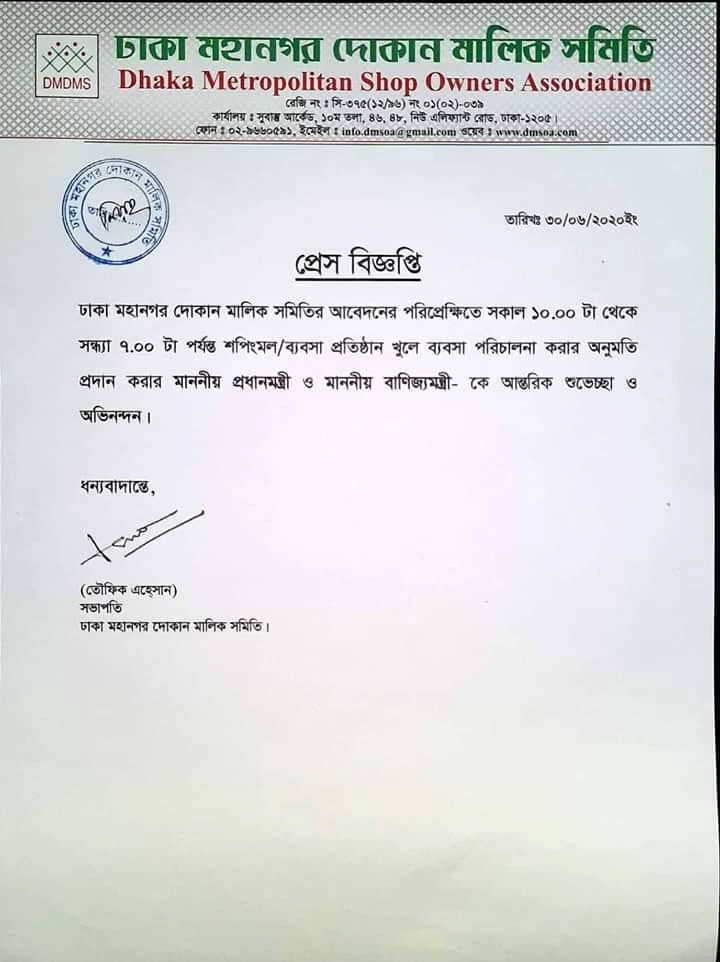 ঢাকা মহানগর দোকান মালিক সমিতি
DMDMS
Dhaka Metropolitan Shop Owners Association
রেজি নং ঃ সি-৩৭৫(১২/৯৬) নং ০১(০২)-০৩৯
কার্যালয় ঃ সুবাস্তু আর্কেড, ১০ম তলা, ৪৬, ৪৮, নিউ এলিফ্যান্ট রোড, ঢাকা-১২০৫।
ফোন ঃ ০২-৯৬৬০৫৯১, ইমেইল ঃ info.dmsoa@gmail.com ওয়েব ঃ www.dmsoa.com
ঢাকা মহানগর দোকান মালিক সমিতি
তারিখঃ ৩০/০৬/২০২০ইং
প্রেস বিজ্ঞপ্তি
ঢাকা মহানগর দোকান মালিক সমিতির আবেদনের পরিপ্রেক্ষিতে সকাল ১০.০০ টা থেকে
সন্ধ্যা ৭.০০ টা পর্যন্ত শপিংমল/ব্যবসা প্রতিষ্ঠান খুলে ব্যবসা পরিচালনা করার অনুমতি
প্রদান করার মাননীয় প্রধানমন্ত্রী ও মাননীয় বাণিজ্যমন্ত্রী- কে আন্তরিক শুভেচ্ছা ও
অভিনন্দন।
ধন্যবাদান্তে,
(তৌফিক এহেসান)
সভাপতি
ঢাকা মহানগর দোকান মালিক সমিতি।